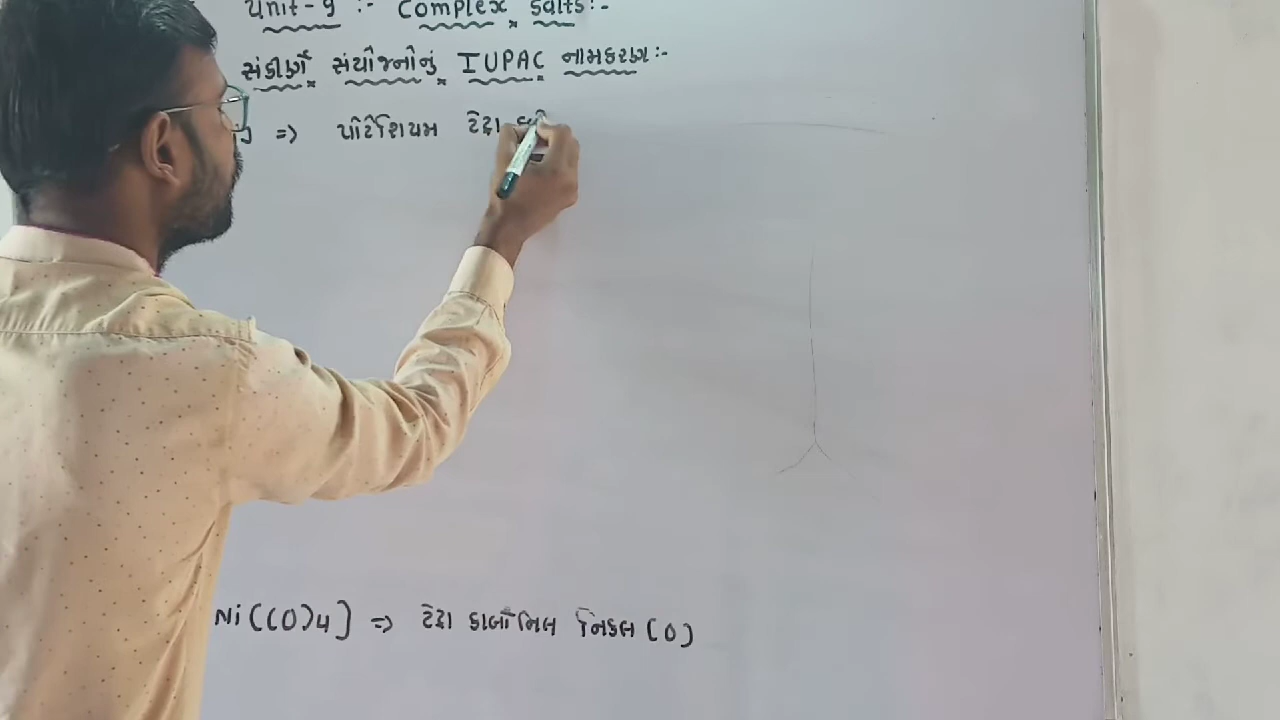 Unit-9 :- Complex Salts:-
સંકીર્ણ સંયોજનોનું IUPAC નામકરણ:-
] => પોટેશિયમ ટેટ્રા
Ni(CO)4] => ટેટ્રા કાર્બોનિલ નિકલ (0)